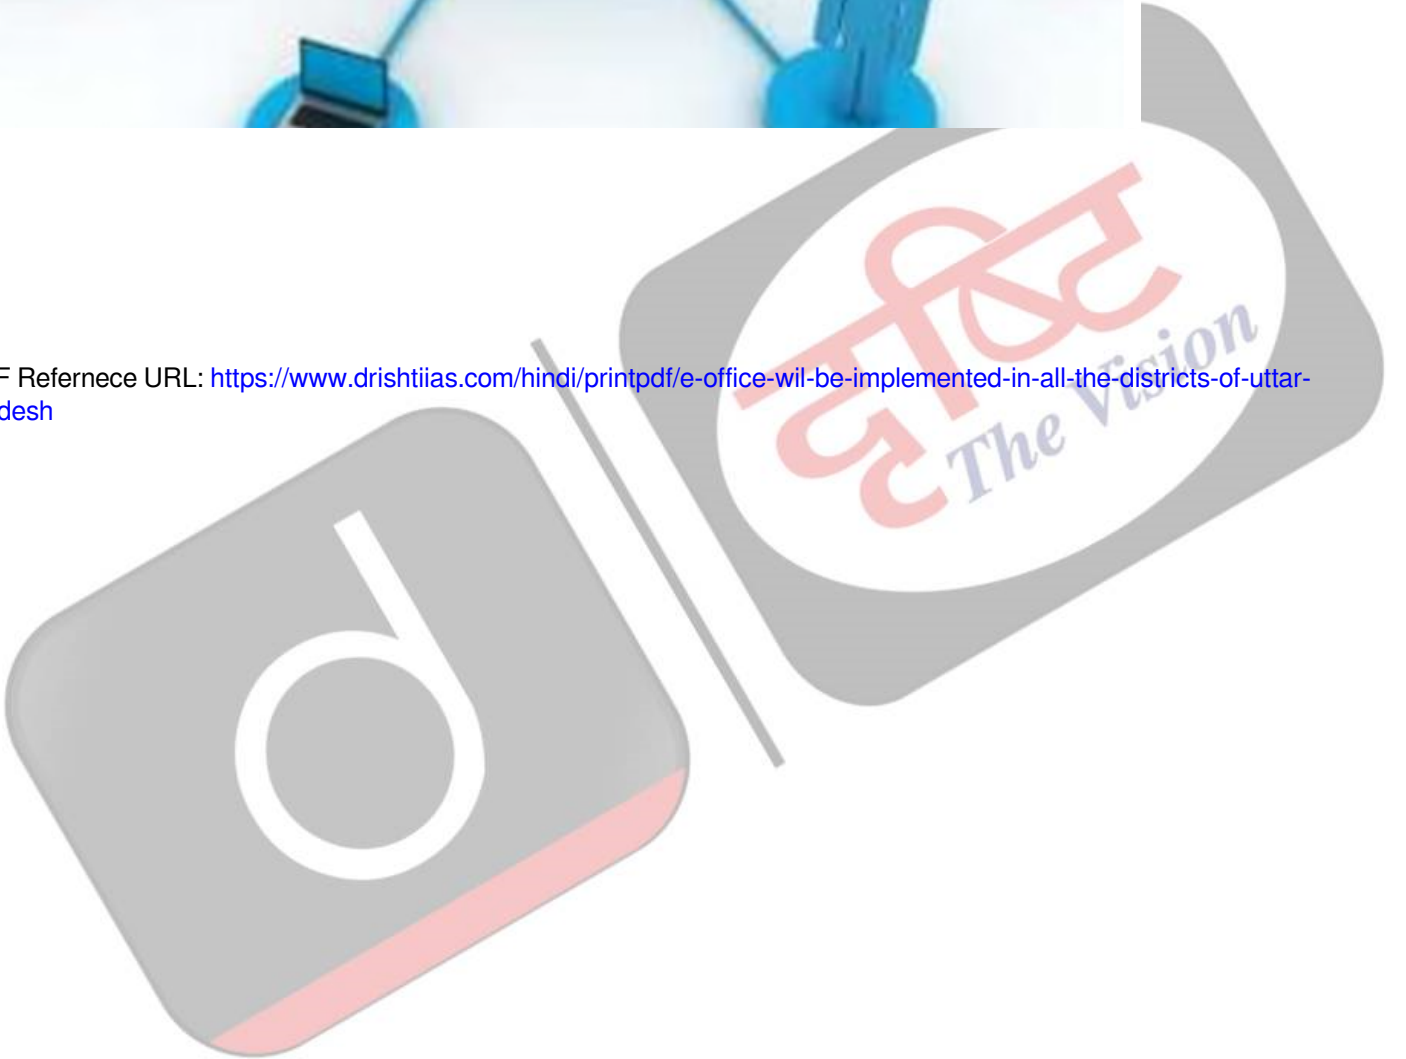 F Refernece URL: https://www.drishtiias.com/hindi/printpdf/e-office-wil-be-implemented-in-all-the-districts-of-uttar-
desh
दृष्टि
The Vision